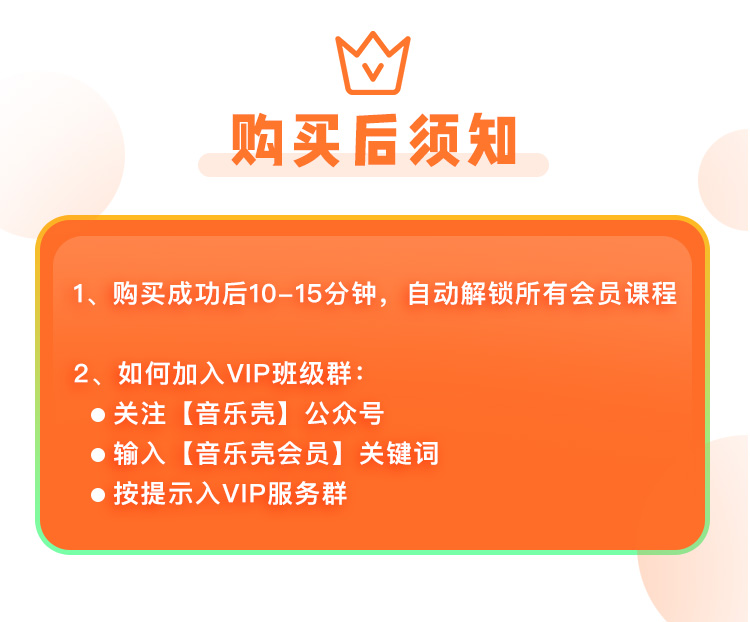 购买后须知
1、购买成功后10-15分钟，自动解锁所有会员课程
2、如何加入VIP班级群：
●关注【音乐壳】公众号
●输入【音乐壳会员】关键词
●按提示入VIP服务群